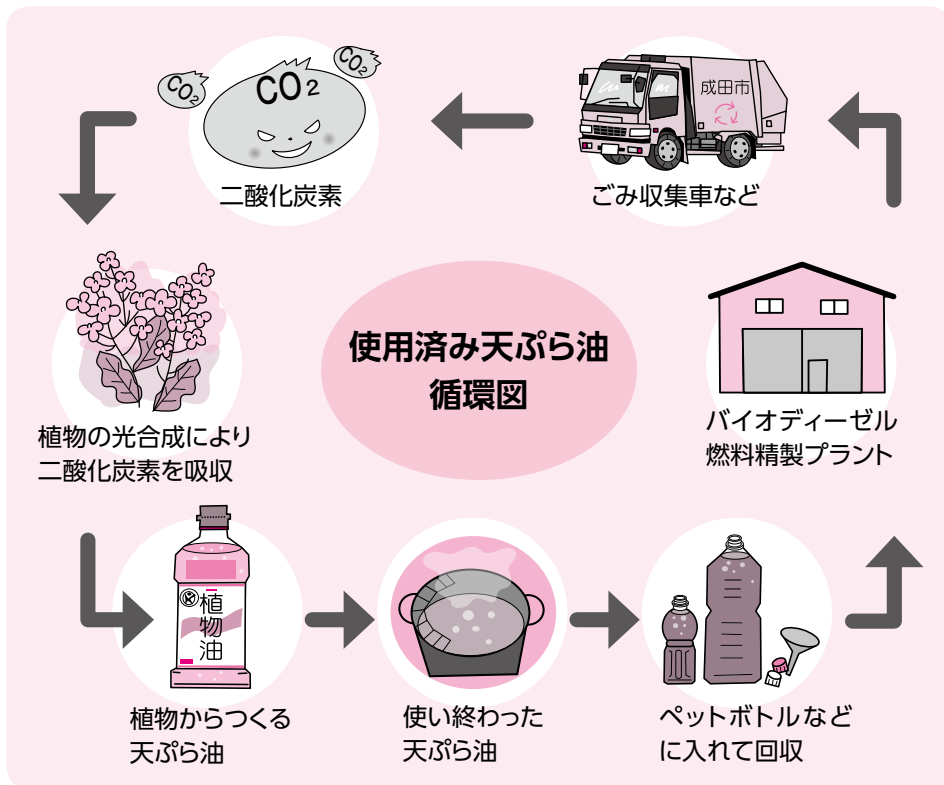 CO2
CO2
CO2
二酸化炭素
成田市
ごみ収集車など
使用済み天ぷら油
循環図
植物の光合成により
二酸化炭素を吸収
バイオディーゼル
燃料精製プラント
植物油
植物からつくる
天ぷら油
使い終わった
天ぷら油
ペットボトルなど
に入れて回収